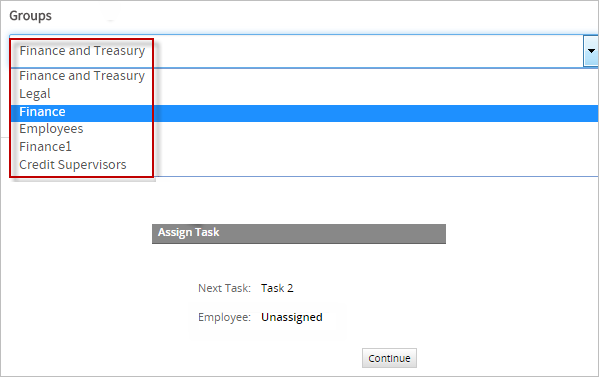 Groups
Finance and Treasury
Finance and Treasury
Legal
Finance
Employees
Finance1
Credit Supervisors
Assign Task
Next Task: Task 2
Employee: Unassigned
Continue